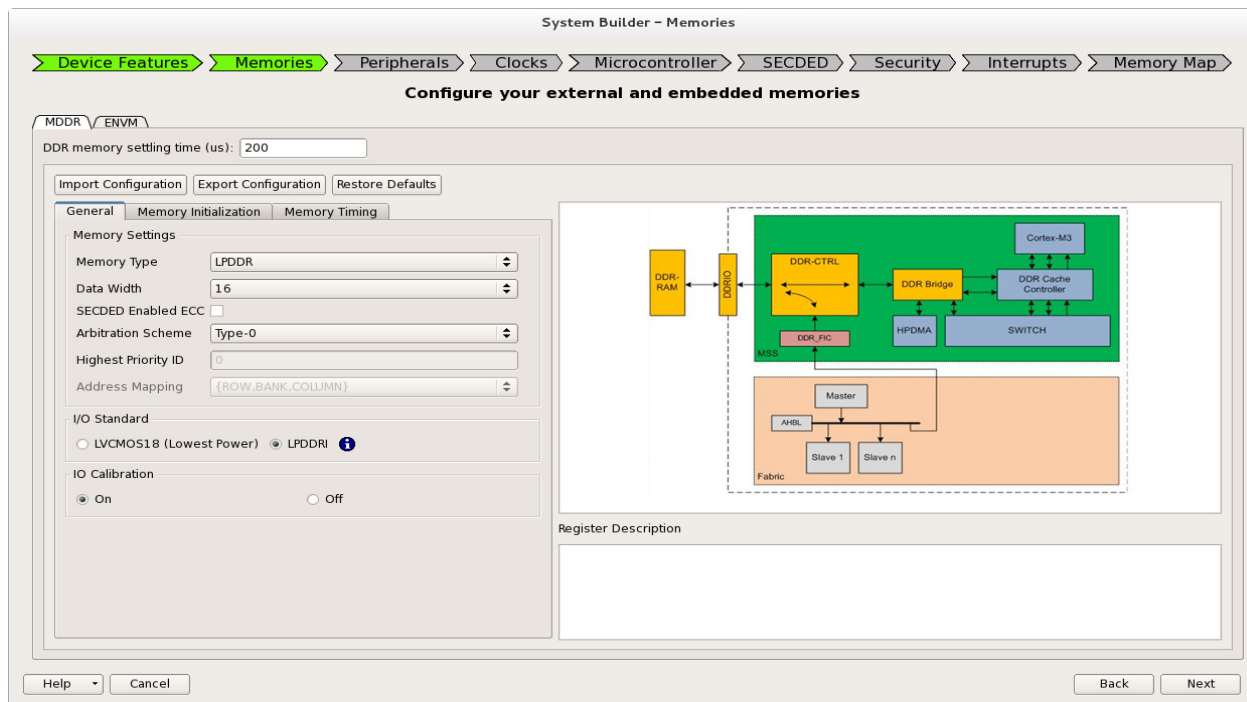 System Builder – Memories
Device Features Memories Peripherals Clocks Microcontroller SECDED Security Interrupts Memory Map
Configure your external and embedded memories
MDDR ENVM
DDR memory settling time (us): 200
Import Configuration Export Configuration Restore Defaults
General Memory Initialization Memory Timing
Memory Settings
Memory Type LPDDR
Data Width 16
SECDED Enabled ECC
Arbitration Scheme Type-0
Highest Priority ID 0
Address Mapping {ROW,BANK,COLUMN}
I/O Standard
LVCMOS18 (Lowest Power) LPDDRI
IO Calibration
On Off
DDR-
RAM
DDRIO
DDR-CTRL
DDR_FIC
MSS
DDR Bridge
HPDMA
Cortex-M3
DDR Cache
Controller
SWITCH
Master
AHBL
Slave 1 Slave n
Fabric
Register Description
Help Cancel Back Next